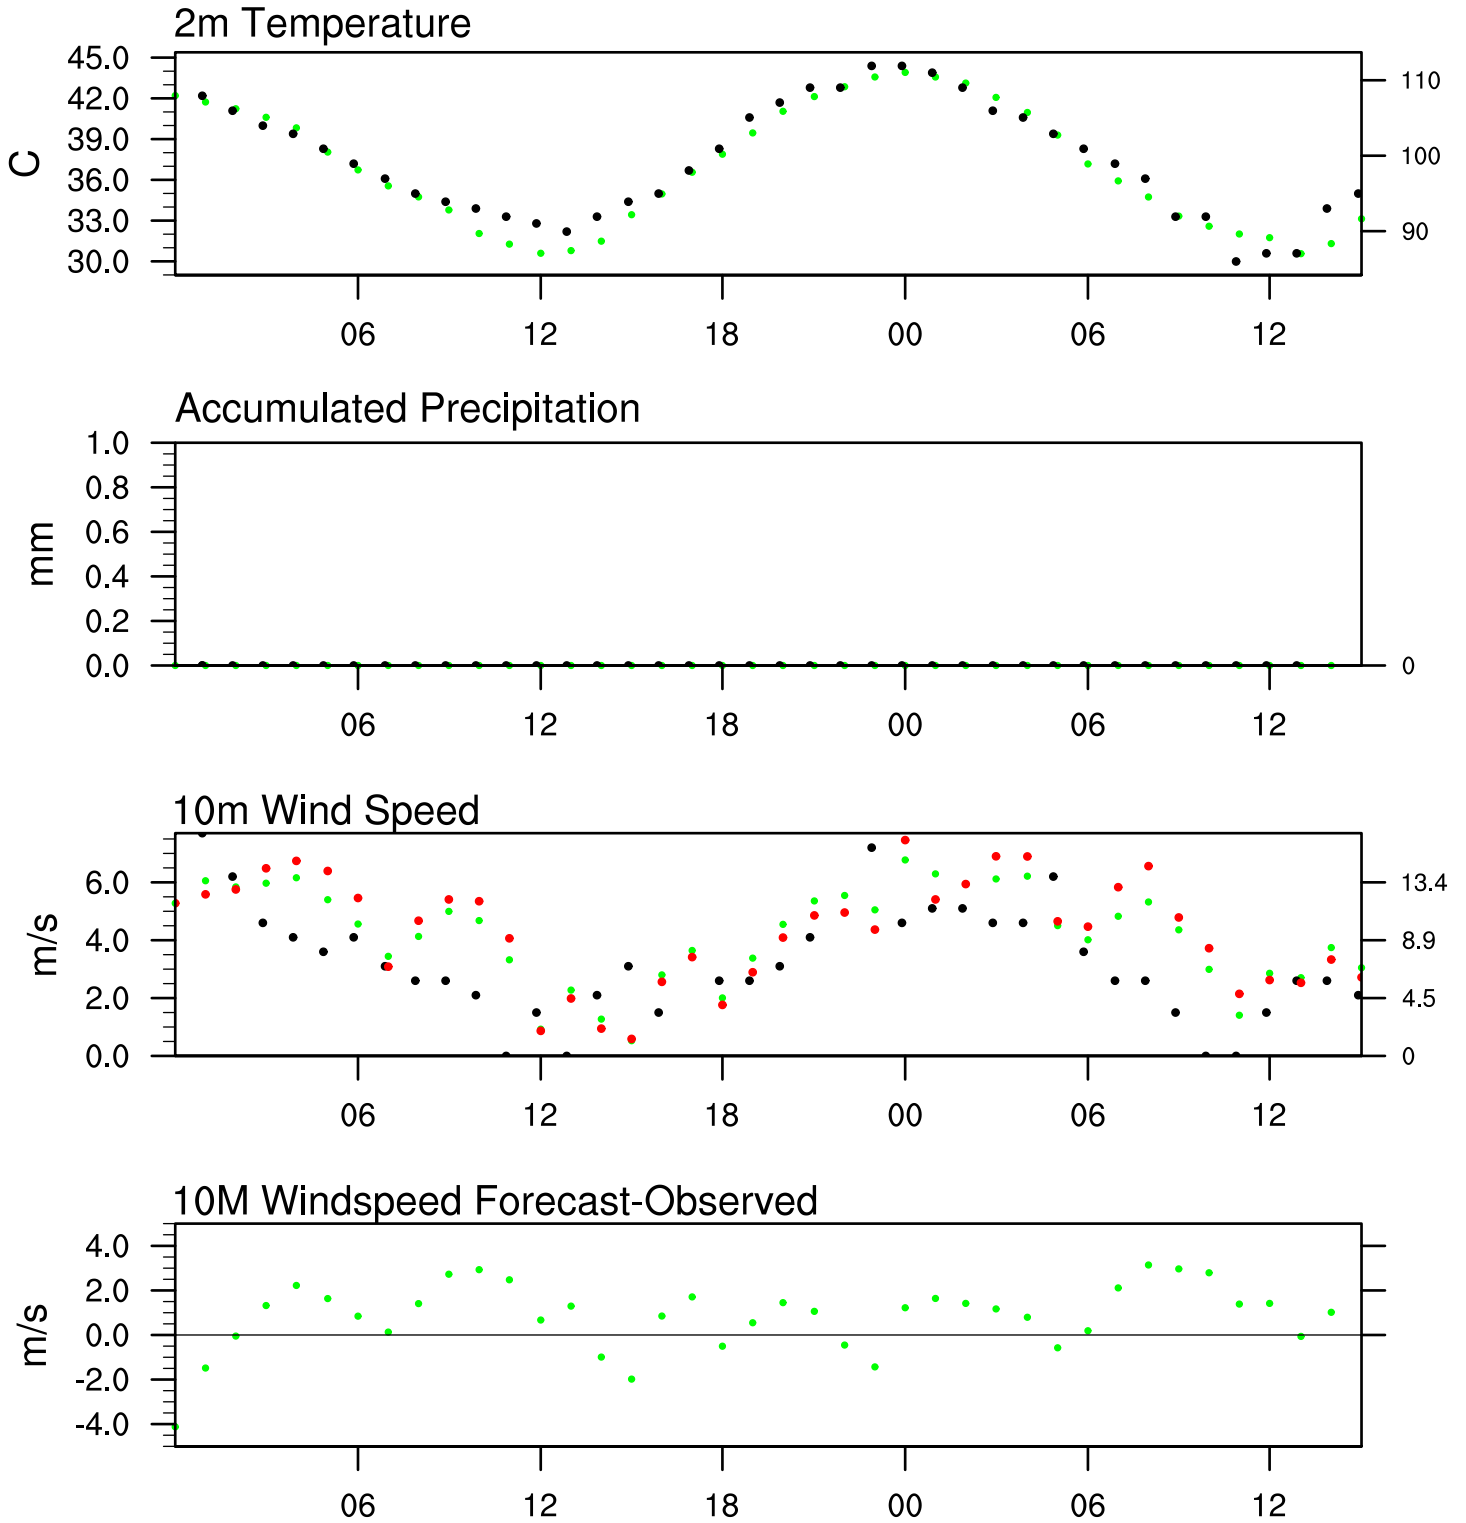 2m Temperature
45.0
42.0
39.0
36.0
33.0
30.0
C
110
100
90
06 12 18 00 06 12
Accumulated Precipitation
1.0
0.8
0.6
0.4
0.2
0.0
mm
0
06 12 18 00 06 12
10m Wind Speed
6.0
4.0
2.0
0.0
m/s
13.4
8.9
4.5
0
06 12 18 00 06 12
10M Windspeed Forecast-Observed
4.0
2.0
0.0
-2.0
-4.0
m/s
06 12 18 00 06 12